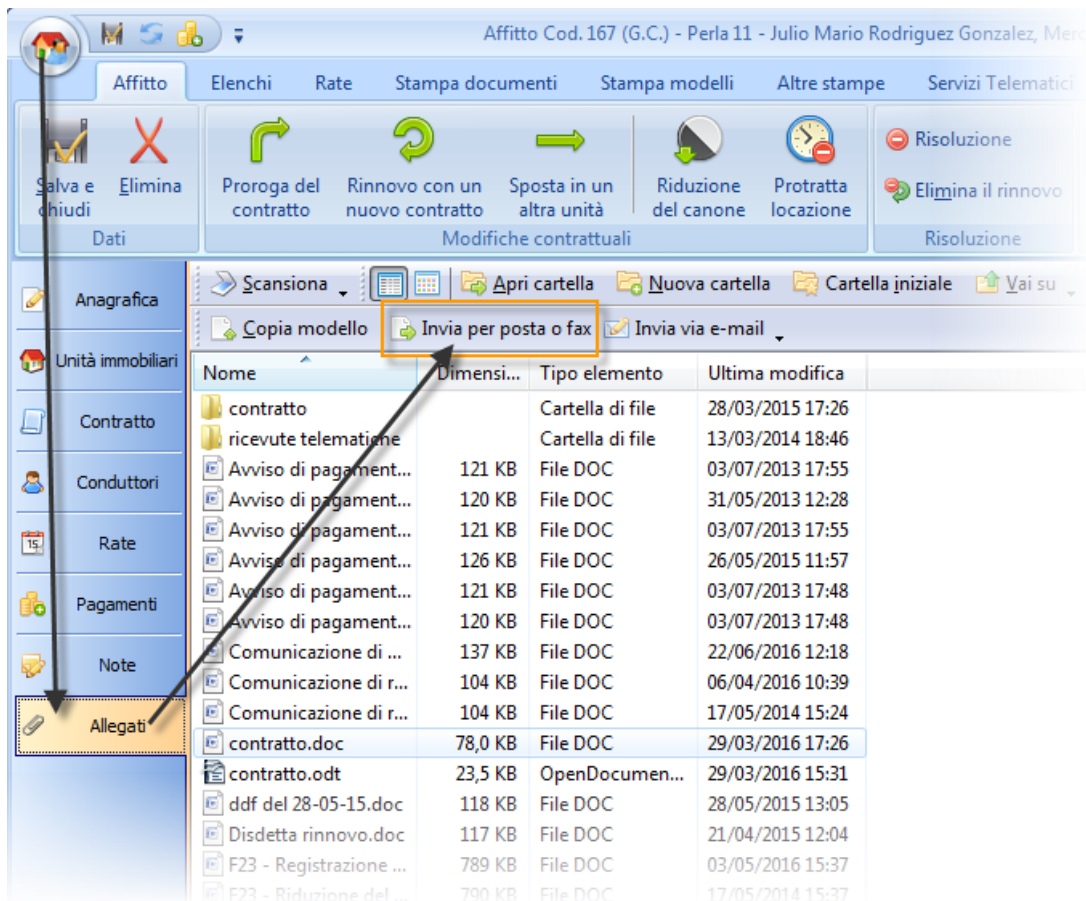 Affitto Cod. 167 (G.C.) - Perla 11 - Julio Mario Rodriguez Gonzalez, Merc
Affitto Elenchi Rate Stampa documenti Stampa modelli Altre stampe Servizi Telematici
Salva e chiudi
Elimina
Proroga del contratto
Rinnovo con un nuovo contratto
Sposta in un altra unità
Riduzione del canone
Protratta locazione
Risoluzione
Elimina il rinnovo
Dati Modifiche contrattuali Risoluzione
Scansiona Apri cartella Nuova cartella Cartella iniziale Vai su
Copia modello Invia per posta o fax Invia via e-mail
Anagrafica
Unità immobiliari
Contratto
Conduttori
15
Rate
Pagamenti
Note
Allegati
Nome Dimensi... Tipo elemento Ultima modifica
contratto Cartella di file 28/03/2015 17:26
ricevute telematiche Cartella di file 13/03/2014 18:46
Avviso di pagament... 121 KB File DOC 03/07/2013 17:55
Avviso di pagament... 120 KB File DOC 31/05/2013 12:28
Avviso di pagament... 121 KB File DOC 03/07/2013 17:55
Avviso di pagament... 126 KB File DOC 26/05/2015 11:57
Avviso di pagament... 121 KB File DOC 03/07/2013 17:48
Avviso di pagament... 120 KB File DOC 03/07/2013 17:48
Comunicazione di ... 137 KB File DOC 22/06/2016 12:18
Comunicazione di r... 104 KB File DOC 06/04/2016 10:39
Comunicazione di r... 104 KB File DOC 17/05/2014 15:24
contratto.doc 78,0 KB File DOC 29/03/2016 17:26
contratto.odt 23,5 KB OpenDocumen... 29/03/2016 15:31
ddf del 28-05-15.doc 118 KB File DOC 28/05/2015 13:05
Disdetta rinnovo.doc 117 KB File DOC 21/04/2015 12:04
F23 - Registrazione ... 789 KB File DOC 03/05/2016 15:37
F23 - Riduzione del ... 790 KB File DOC 17/05/2014 15:37